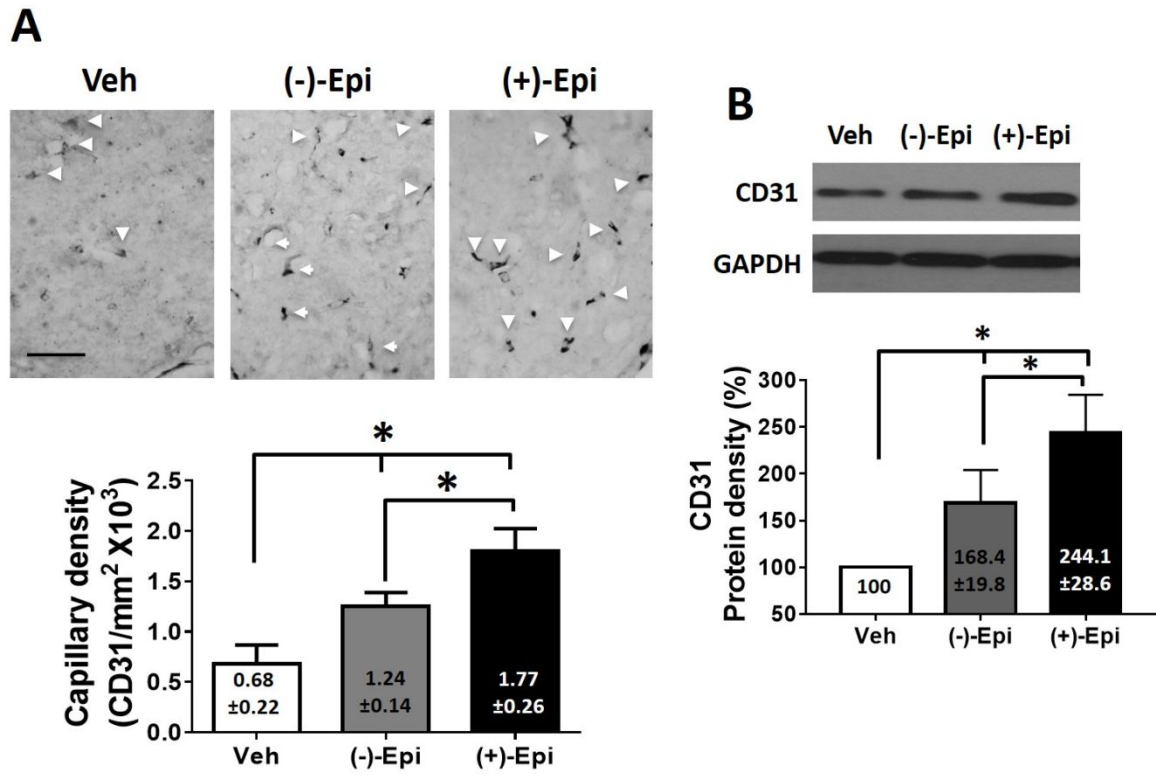 A
Veh (-)-Epi (+)-Epi
*
*
Capillary density
(CD31/mm² X10³)
2.5
2.0
1.5
1.0
0.5
0.0
0.68
±0.22
1.24
±0.14
1.77
±0.26
Veh (-)-Epi (+)-Epi
B
Veh (-)-Epi (+)-Epi
CD31
GAPDH
*
*
CD31
Protein density (%)
300
250
200
150
100
50
100
168.4
±19.8
244.1
±28.6
Veh (-)-Epi (+)-Epi